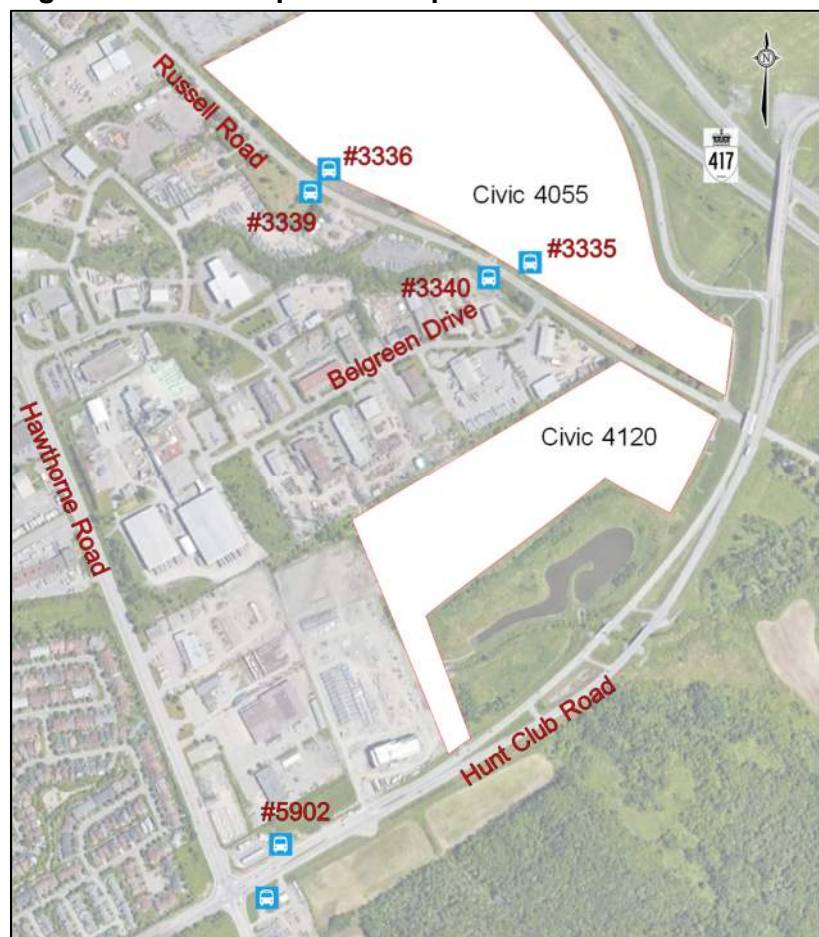 N
417
Russell Road
#3336
#3339
Civic 4055
#3335
#3340
Belgreen Drive
Civic 4120
Hawthorne Road
Hunt Club Road
#5902